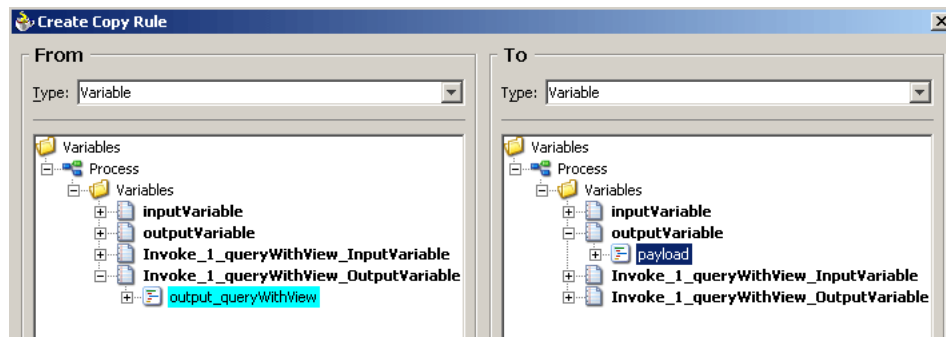 Create Copy Rule
From
Type: Variable
Variables
Process
Variables
inputVariable
outputVariable
Invoke_1_queryWithView_InputVariable
Invoke_1_queryWithView_OutputVariable
output_queryWithView
To
Type: Variable
Variables
Process
Variables
inputVariable
outputVariable
payload
Invoke_1_queryWithView_InputVariable
Invoke_1_queryWithView_OutputVariable